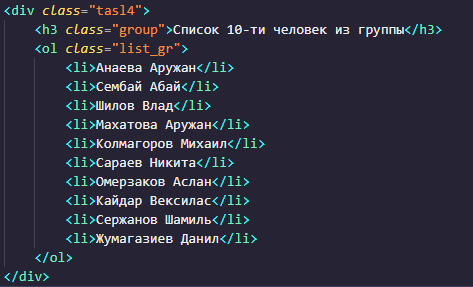 <div class="tasl4">
<h3 class="group">Список 10-ти человек из группы</h3>
<ol class="list_gr">
<li>Анаева Аружан</li>
<li>Сембай Абай</li>
<li>Шилов Влад</li>
<li>Махатова Аружан</li>
<li>Колмагоров Михаил</li>
<li>Сараев Никита</li>
<li>Омерзаков Аслан</li>
<li>Кайдар Вексилас</li>
<li>Сержанов Шамиль</li>
<li>Жумагазиев Данил</li>
</ol>
</div>